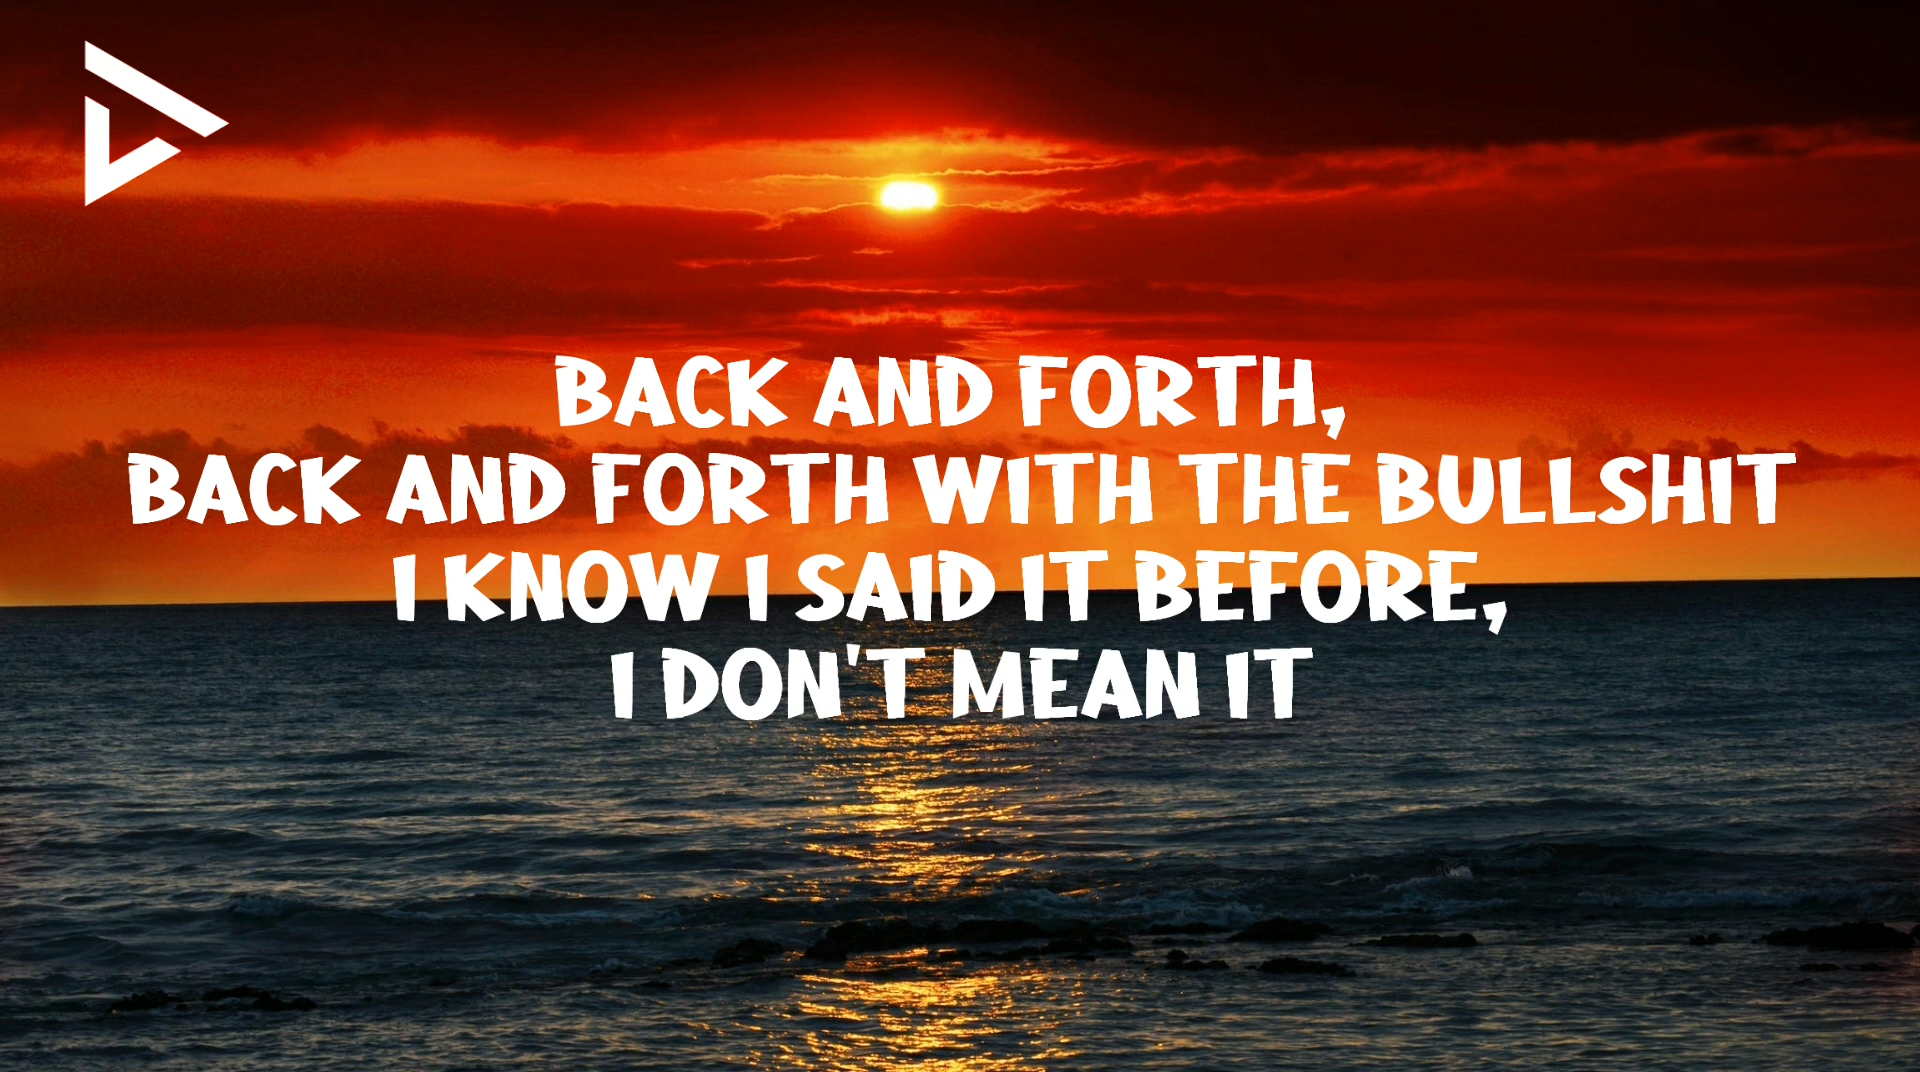 BACK AND FORTH,
BACK AND FORTH WITH THE BULLSHIT
I KNOW I SAID IT BEFORE,
I DON'T MEAN IT